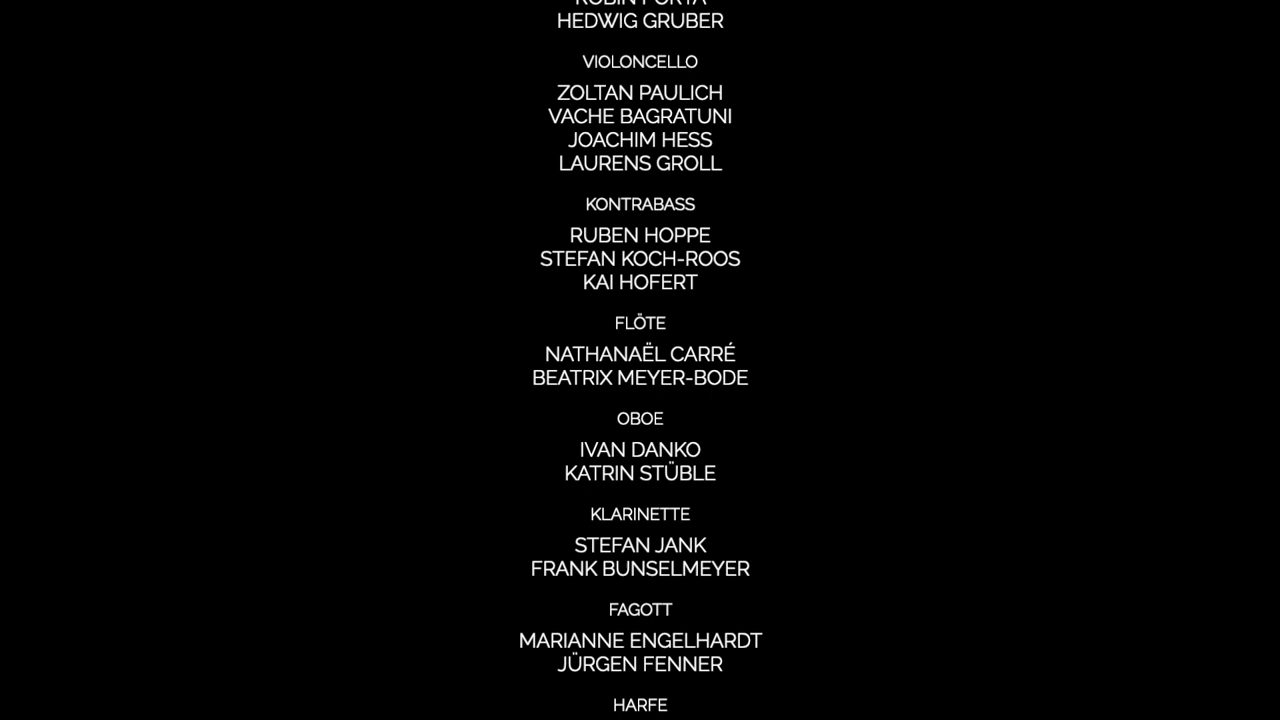 HEDWIG GRUBER
VIOLONCELLO
ZOLTAN PAULICH
VACHE BAGRATUNI
JOACHIM HESS
LAURENS GROLL
KONTRABASS
RUBEN HOPPE
STEFAN KOCH-ROOS
KAI HOFERT
FLÖTE
NATHANAËL CARRÉ
BEATRIX MEYER-BODE
OBOE
IVAN DANKO
KATRIN STÜBLE
KLARINETTE
STEFAN JANK
FRANK BUNSELMEYER
FAGOTT
MARIANNE ENGELHARDT
JÜRGEN FENNER
HARFE